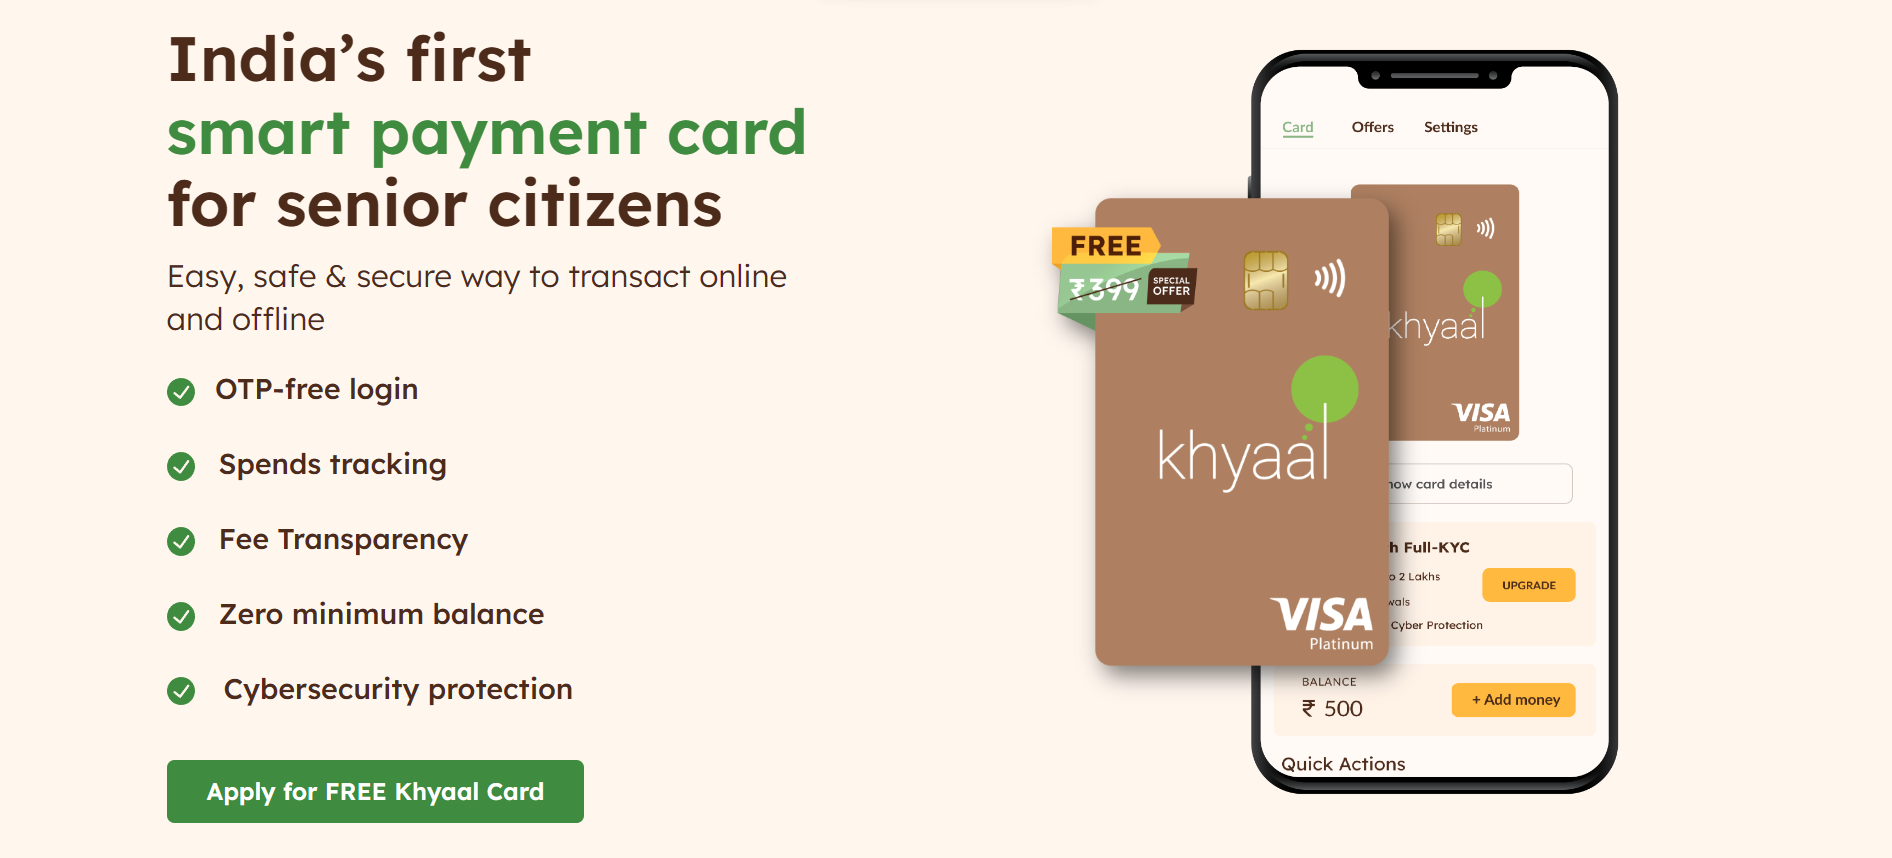 India’s first
smart payment card
for senior citizens
Easy, safe & secure way to transact online
and offline
OTP-free login
Spends tracking
Fee Transparency
Zero minimum balance
Cybersecurity protection
Apply for FREE Khyaal Card
FREE
₹399
SPECIAL
OFFER
khyaal
VISA
Platinum
Card Offers Settings
khyaal
VISA
Platinum
card details
Full-KYC
2 Lakhs
Cyber Protection
UPGRADE
BALANCE
₹ 500
+ Add money
Quick Actions